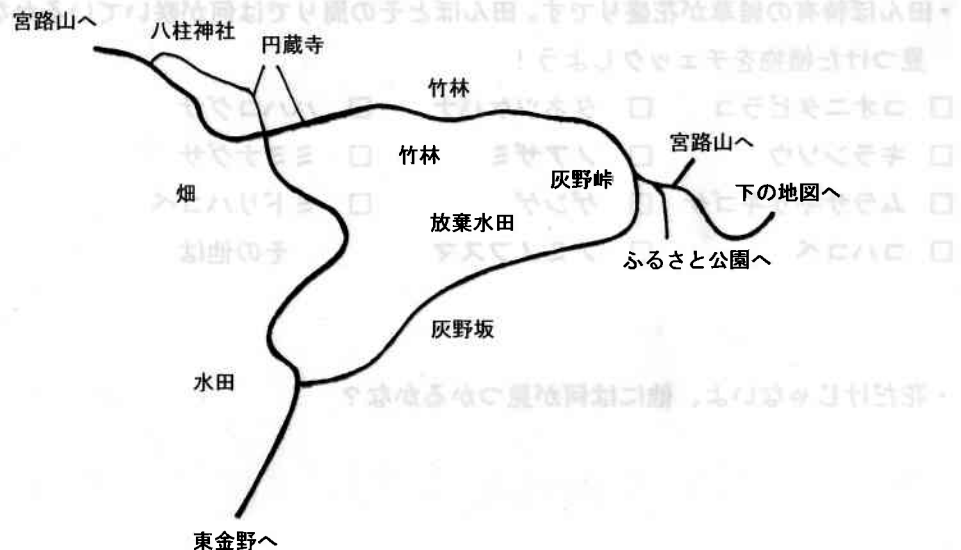 宮路山へ
八柱神社
円蔵寺
竹林
竹林
宮路山へ
灰野峠
下の地図へ
畑
放棄水田
ふるさと公園へ
灰野坂
水田
東金野へ